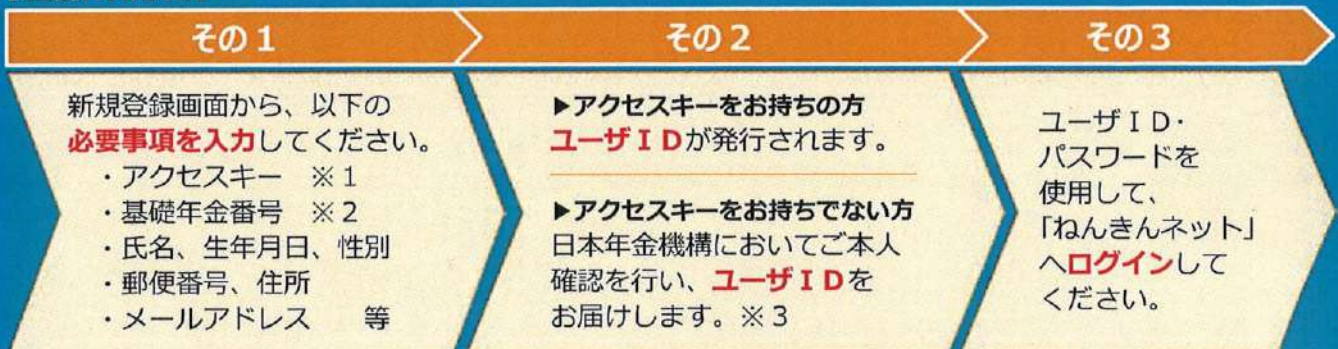 その1
新規登録画面から、以下の
必要事項を入力してください。
・アクセスキー ※1
・基礎年金番号 ※2
・氏名、生年月日、性別
・郵便番号、住所
・メールアドレス 等
その2
▶アクセスキーをお持ちの方
ユーザIDが発行されます。
▶アクセスキーをお持ちでない方
日本年金機構においてご本人
確認を行い、ユーザIDを
お届けします。※3
その3
ユーザID・
パスワードを
使用して、
「ねんきんネット」
へログインして
ください。